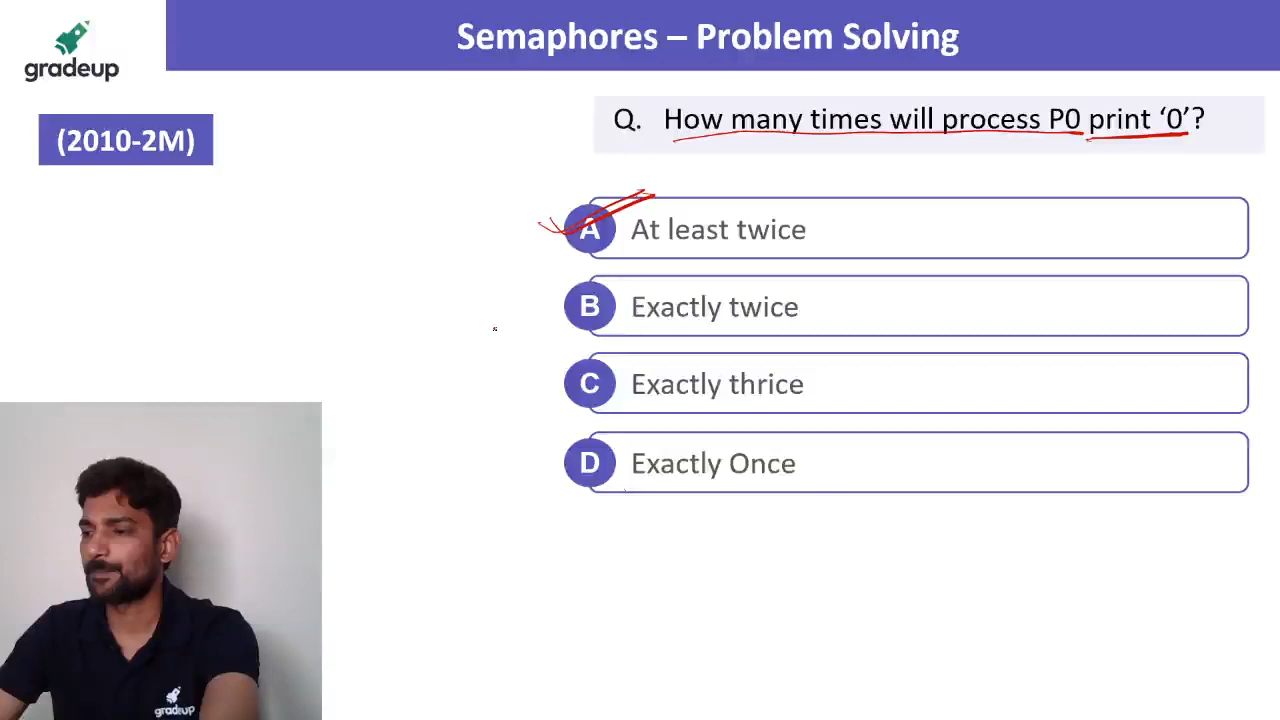 gradeup
Semaphores – Problem Solving
(2010-2M)
Q. How many times will process P0 print ‘0’?
A At least twice
B Exactly twice
C Exactly thrice
D Exactly Once
gradeup